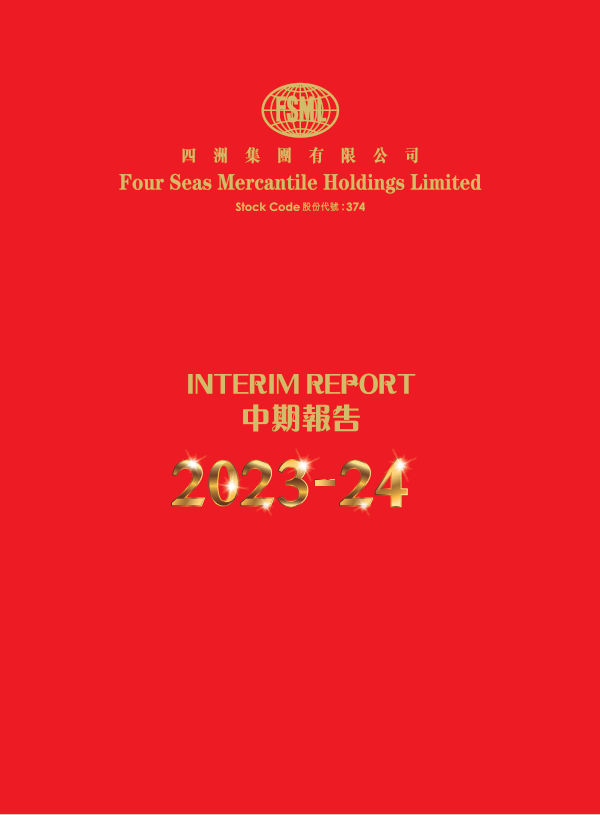 FSML
四洲集團有限公司
Four Seas Mercantile Holdings Limited
Stock Code 股份代號：374
INTERIM REPORT
中期報告
2023-24